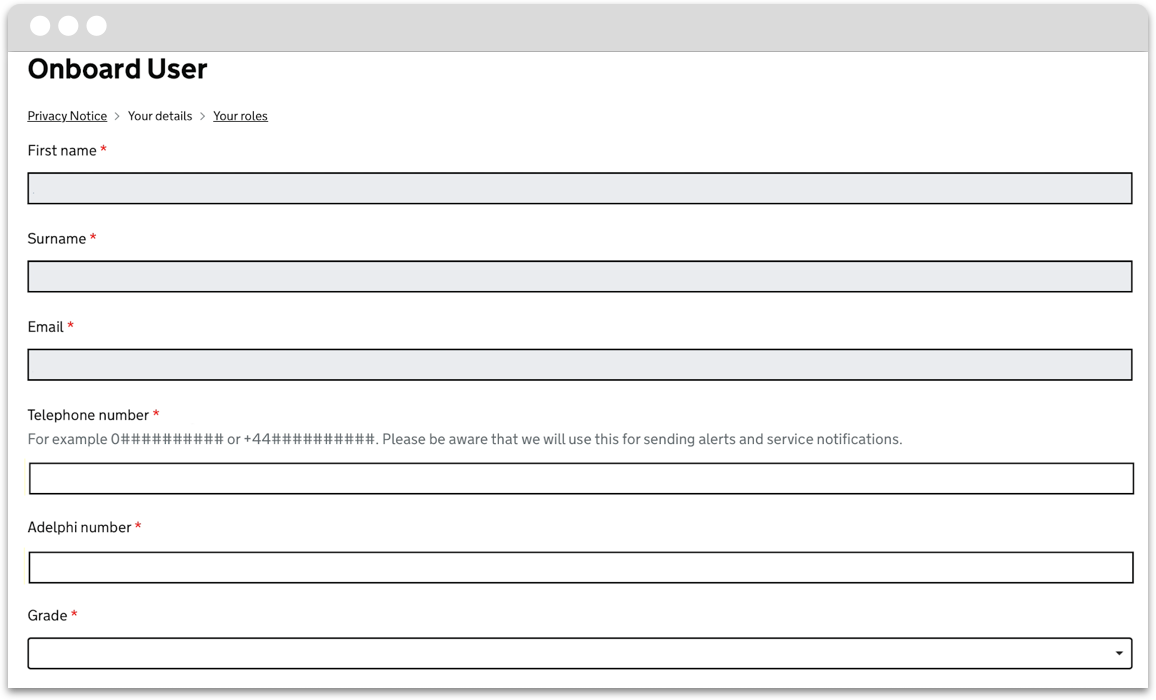 Onboard User
Privacy Notice > Your details > Your roles
First name *
Surname *
Email *
Telephone number *
For example 0########## or +44##########. Please be aware that we will use this for sending alerts and service notifications.
Adelphi number *
Grade *